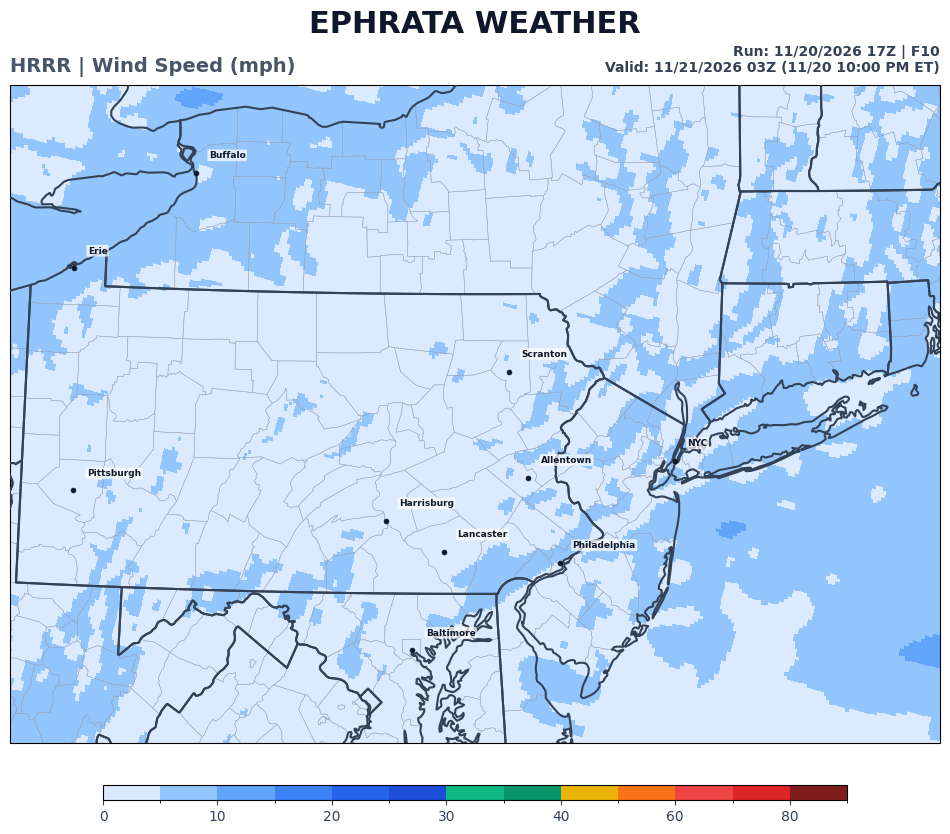 EPHRATA WEATHER
HRRR | Wind Speed (mph)
Run: 11/20/2026 17Z | F10
Valid: 11/21/2026 03Z (11/20 10:00 PM ET)
Buffalo
Erie
Scranton
NYC
Allentown
Pittsburgh
Harrisburg
Lancaster
Philadelphia
Baltimore
0 10 20 30 40 60 80